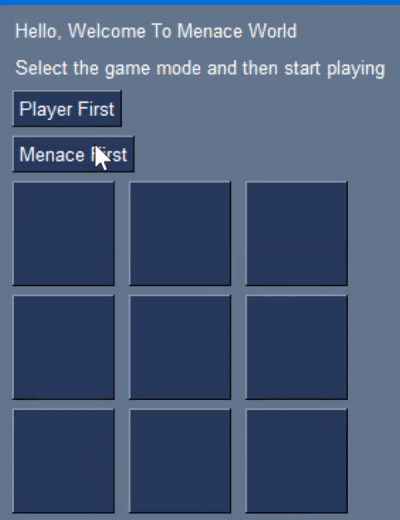 Hello, Welcome To Menace World
Select the game mode and then start playing
Player First
Menace First